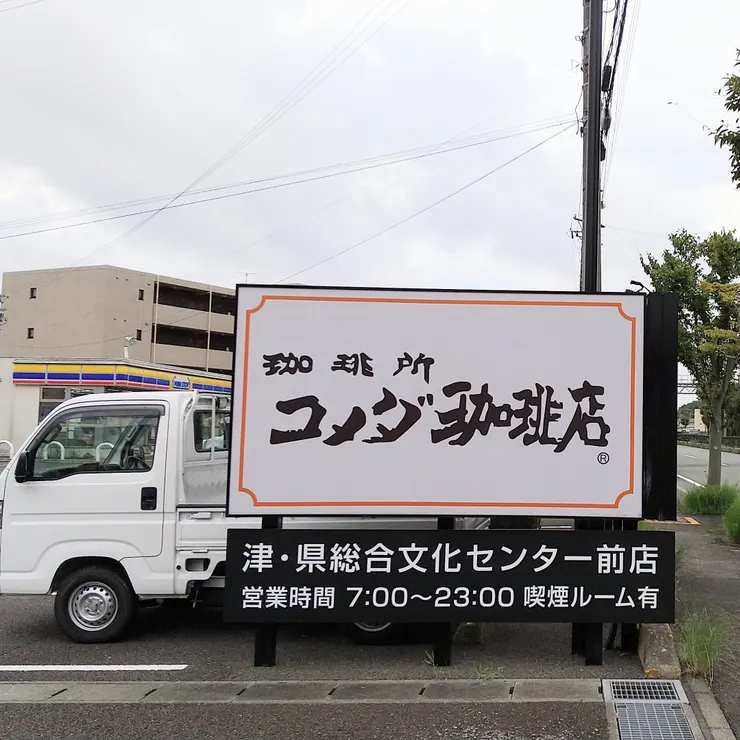 珈琲所
コメダ珈琲店
®
津・県総合文化センター前店
営業時間 7:00～23:00 喫煙ルーム有